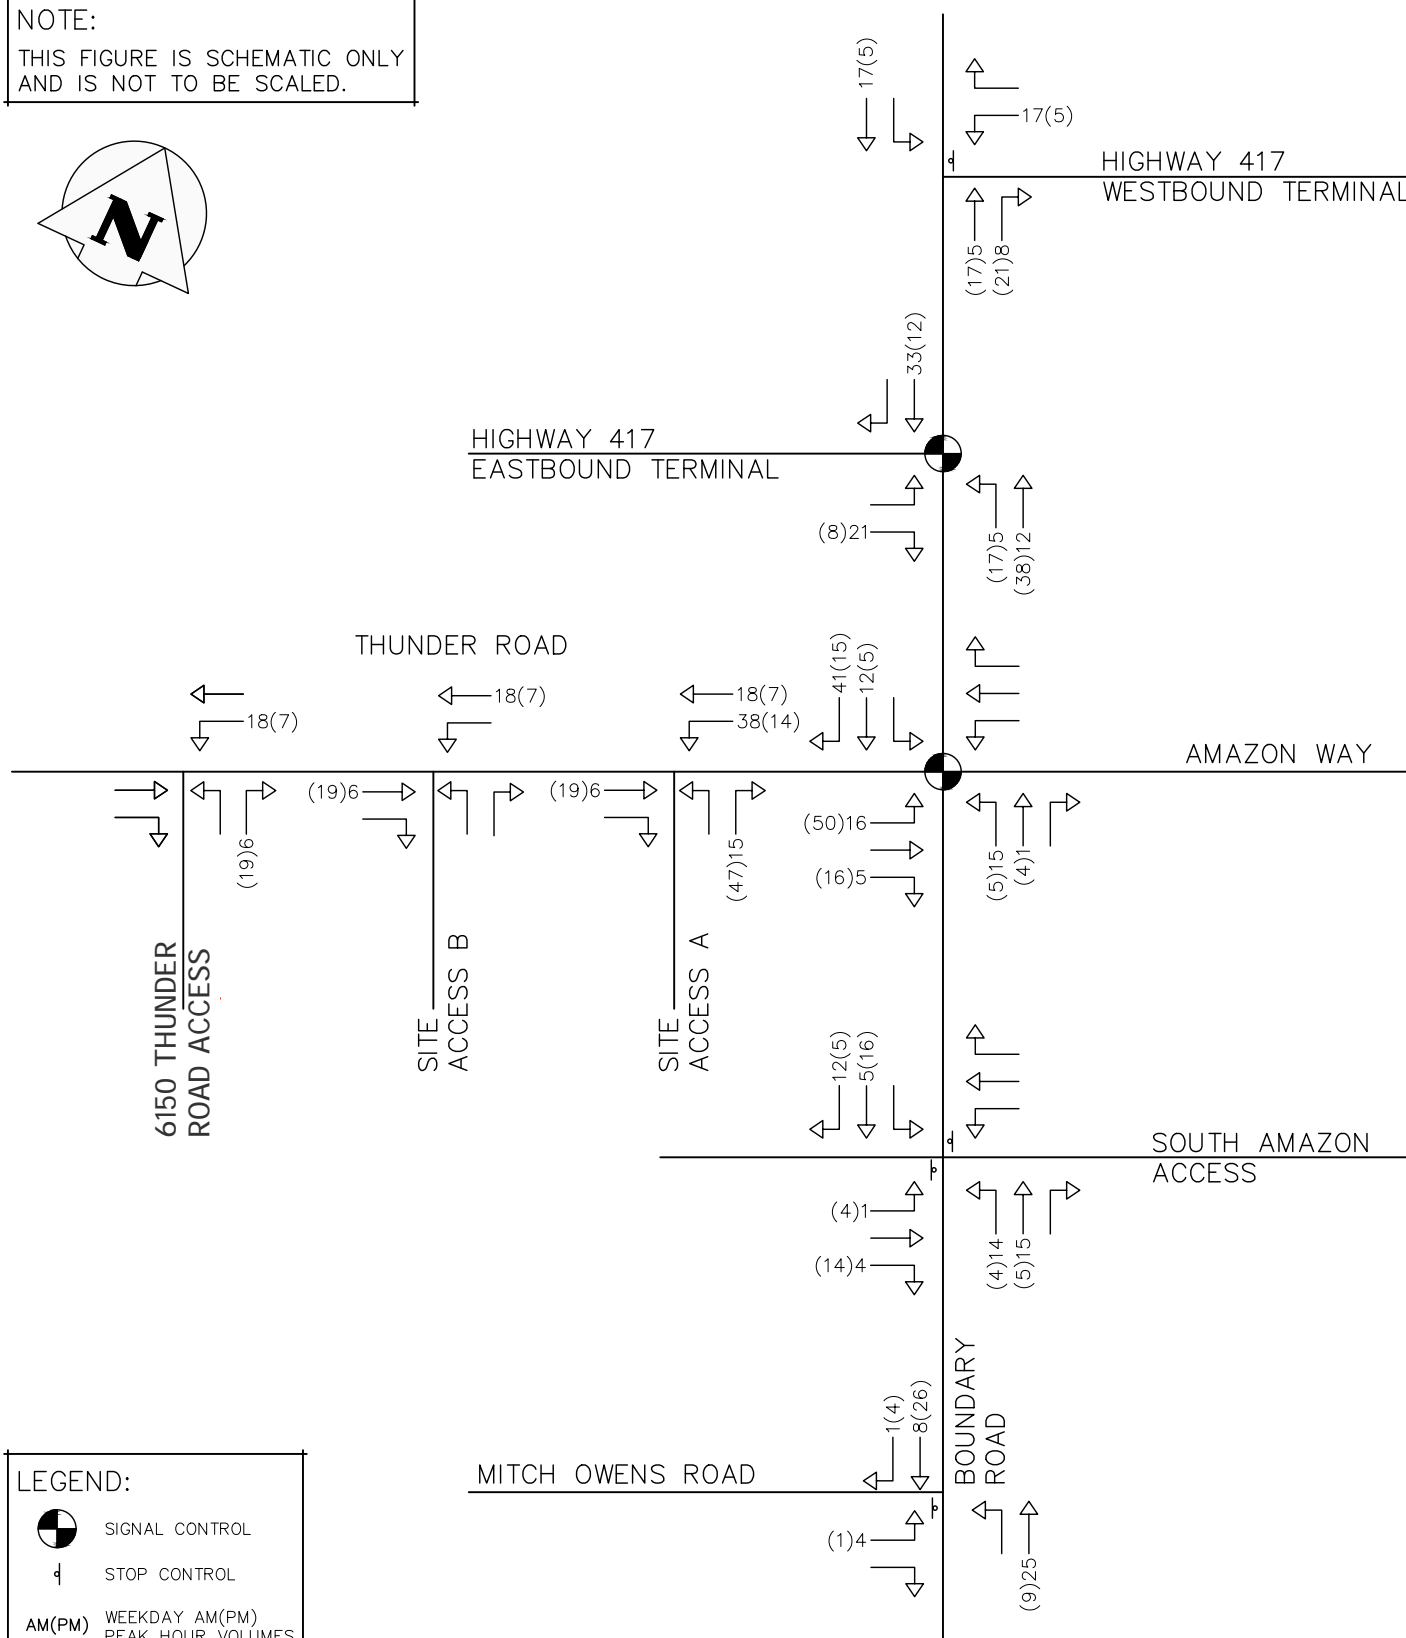 NOTE:
THIS FIGURE IS SCHEMATIC ONLY
AND IS NOT TO BE SCALED.
N
17(5)
17(5)
HIGHWAY 417
WESTBOUND TERMINAL
(17)5
(21)8
33(12)
HIGHWAY 417
EASTBOUND TERMINAL
(8)21
(17)5
(38)12
THUNDER ROAD
18(7)
18(7)
18(7)
38(14)
41(15)
12(5)
AMAZON WAY
(19)6
(19)6
(19)6
(47)15
(50)16
(16)5
(5)15
(4)1
6150 THUNDER
ROAD ACCESS
SITE
ACCESS B
SITE
ACCESS A
12(5)
5(16)
SOUTH AMAZON
ACCESS
(4)1
(14)4
(4)14
(5)15
BOUNDARY
ROAD
1(4)
8(26)
MITCH OWENS ROAD
(1)4
(9)25
LEGEND:
SIGNAL CONTROL
STOP CONTROL
AM(PM) WEEKDAY AM(PM)
PEAK HOUR VOLUMES